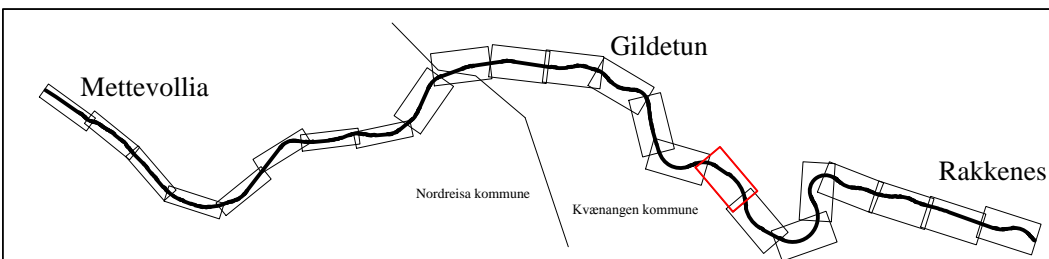 Gildetun
Mettevollia
Rakkenes
Nordreisa kommune
Kvænangen kommune